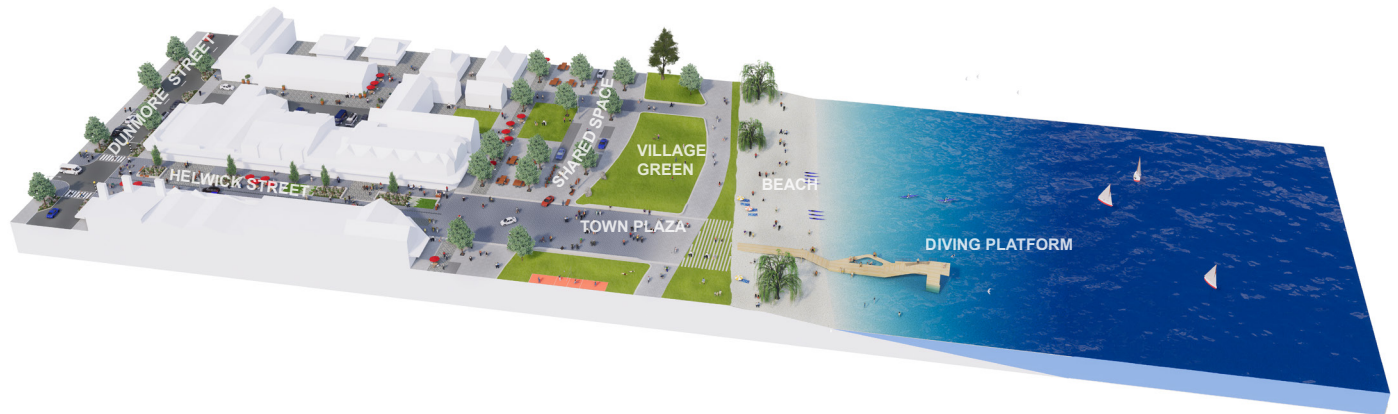 DUNMORE STREET
HELWICK STREET
SHARED SPACE
VILLAGE
GREEN
TOWN PLAZA
BEACH
DIVING PLATFORM